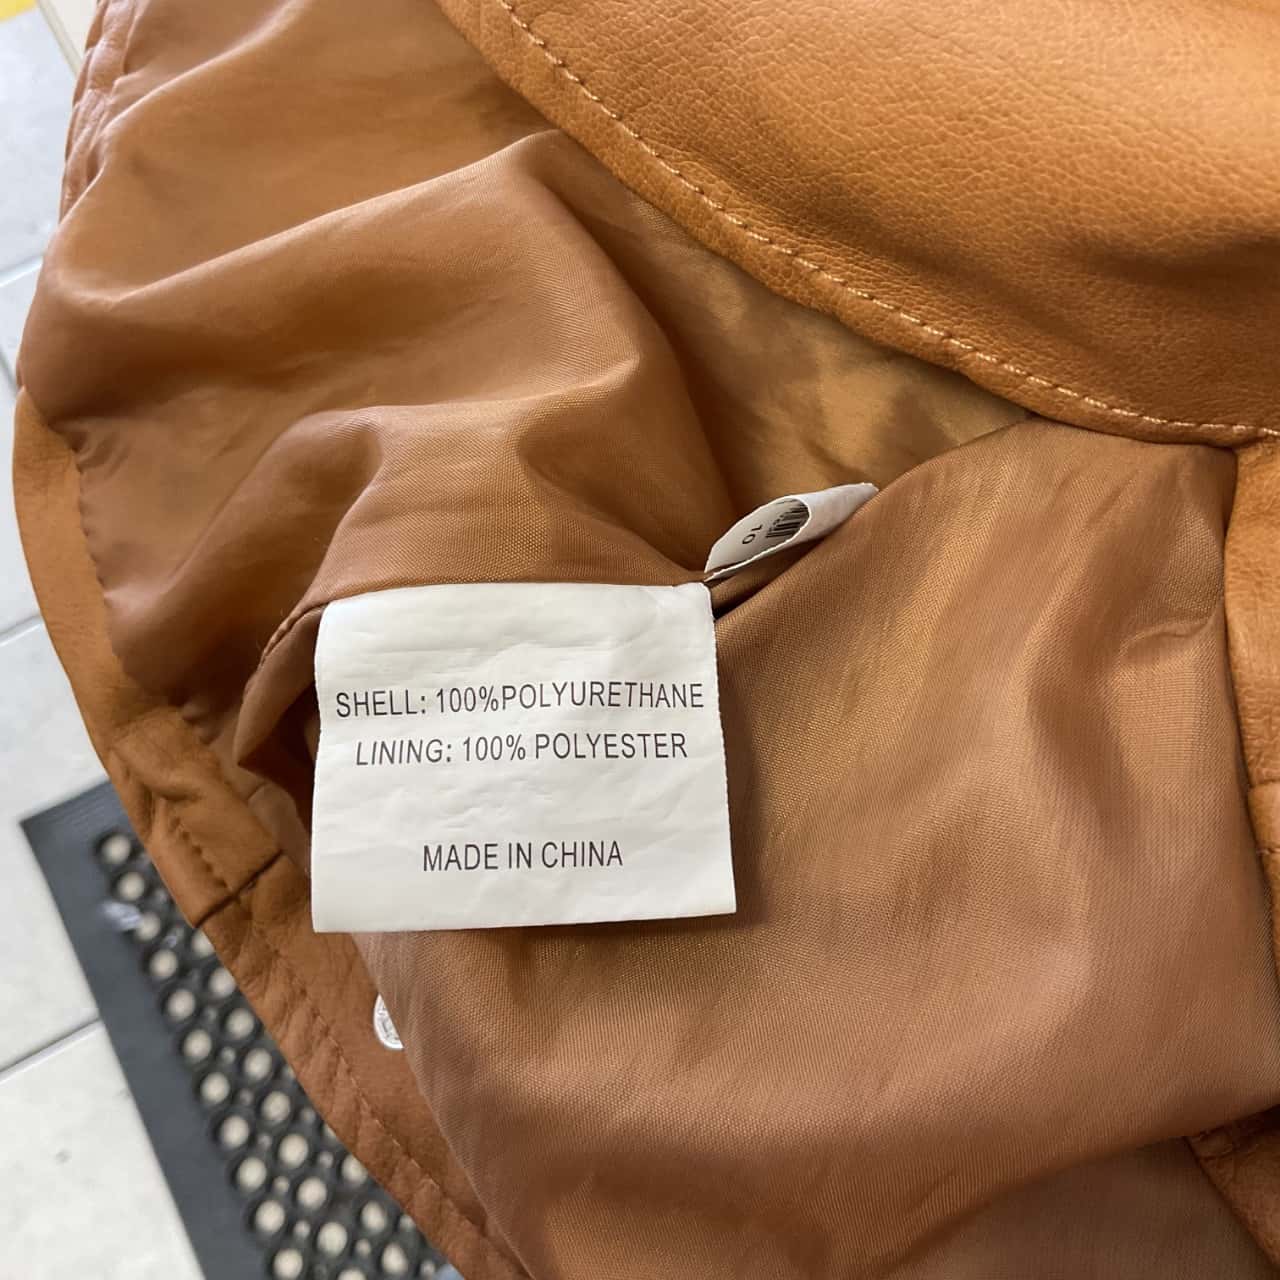 10
SHELL: 100%POLYURETHANE
LINING: 100% POLYESTER
MADE IN CHINA